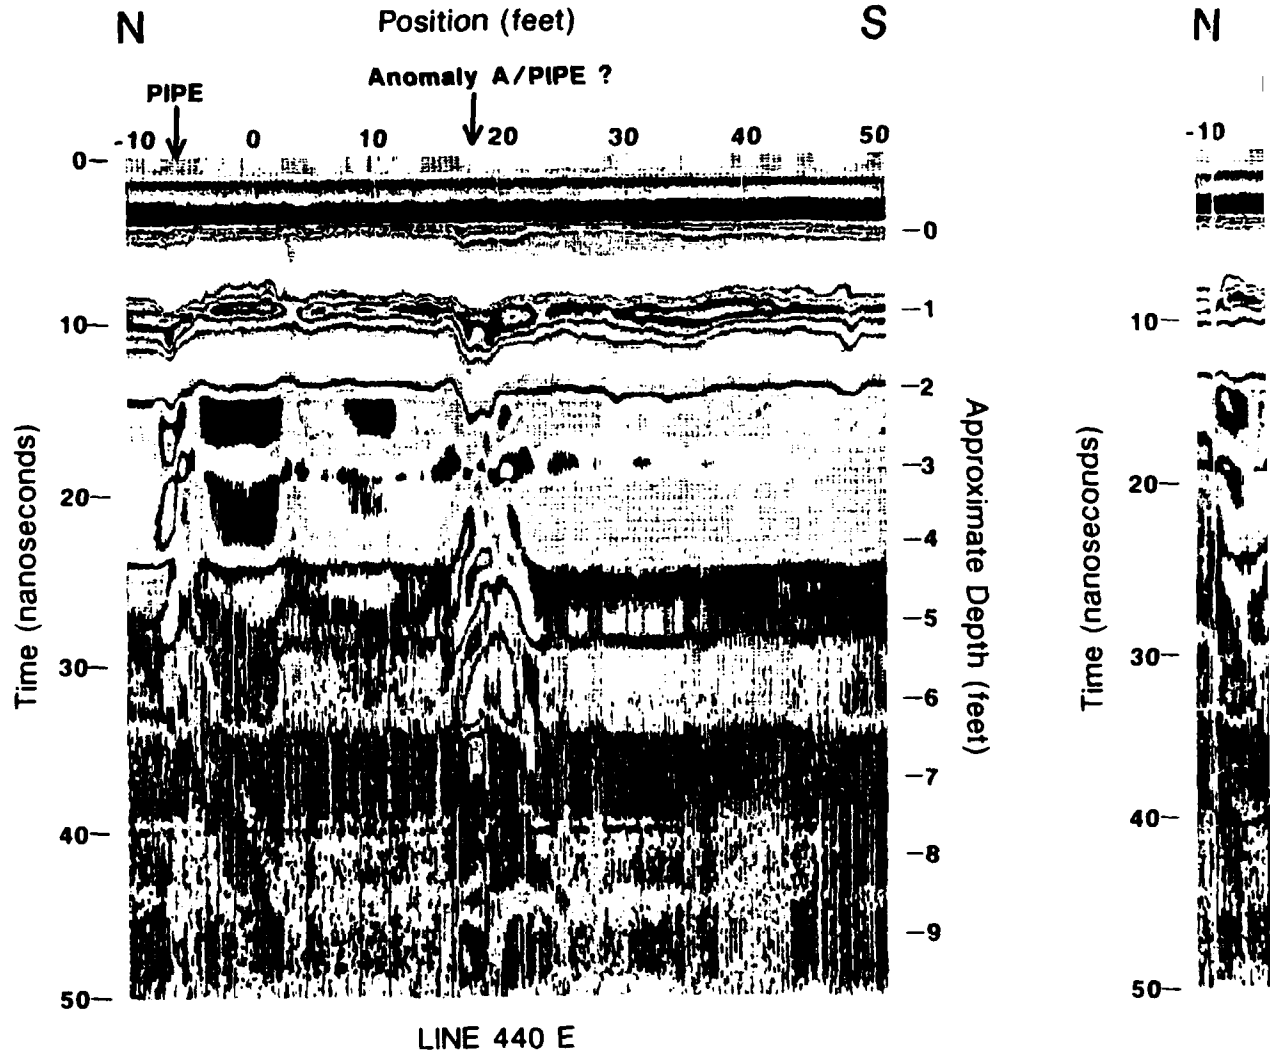 N Position (feet) S
Anomaly A/PIPE ?
PIPE
-10 0 10 20 30 40 50
0
10
20
30
40
50
Time (nanoseconds)
-0
-1
-2
-3
-4
-5
-6
-7
-8
-9
Approximate Depth (feet)
LINE 440 E
N
-10
10
20
30
40
50
Time (nanoseconds)